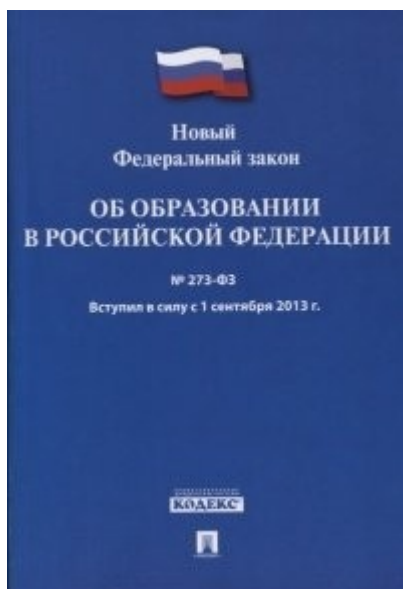 Новый
Федеральный закон
ОБ ОБРАЗОВАНИИ
В РОССИЙСКОЙ ФЕДЕРАЦИИ
№ 273-ФЗ
Вступил в силу с 1 сентября 2013 г.
КОДЕКС